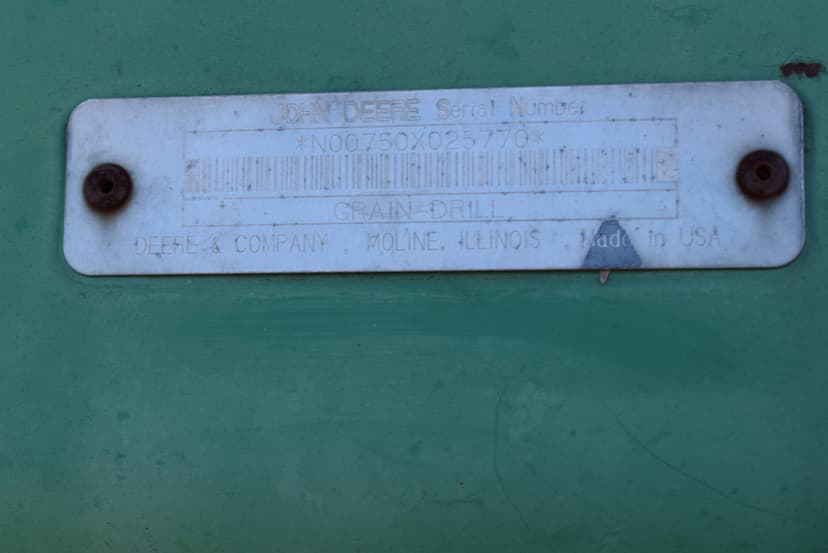 JOHN DEERE Serial Number
*N00750X025770*
GRAIN DRILL
DEERE & COMPANY MOLINE, ILLINOIS Made in USA